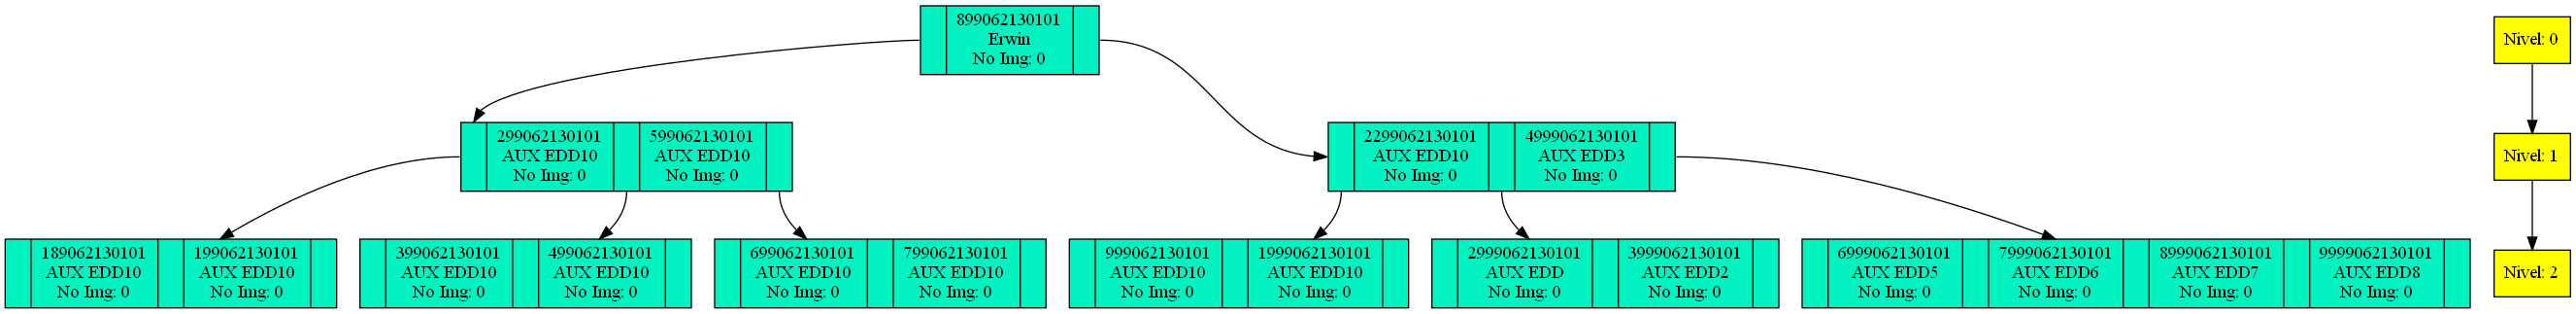 899062130101
Erwin
No Img: 0
Nivel: 0
299062130101
AUX EDD10
No Img: 0
599062130101
AUX EDD10
No Img: 0
2299062130101
AUX EDD10
No Img: 0
4999062130101
AUX EDD3
No Img: 0
Nivel: 1
189062130101
AUX EDD10
No Img: 0
199062130101
AUX EDD10
No Img: 0
399062130101
AUX EDD10
No Img: 0
499062130101
AUX EDD10
No Img: 0
699062130101
AUX EDD10
No Img: 0
799062130101
AUX EDD10
No Img: 0
999062130101
AUX EDD10
No Img: 0
1999062130101
AUX EDD10
No Img: 0
2999062130101
AUX EDD
No Img: 0
3999062130101
AUX EDD2
No Img: 0
6999062130101
AUX EDD5
No Img: 0
7999062130101
AUX EDD6
No Img: 0
8999062130101
AUX EDD7
No Img: 0
9999062130101
AUX EDD8
No Img: 0
Nivel: 2